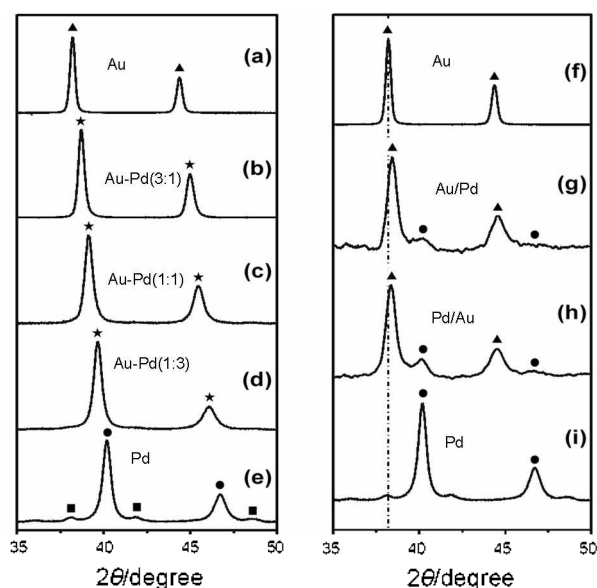 (a)
Au
(b)
Au-Pd(3:1)
(c)
Au-Pd(1:1)
(d)
Au-Pd(1:3)
Pd
(e)
35 40 45 50
2θ/degree
(f)
Au
(g)
Au/Pd
(h)
Pd/Au
(i)
Pd
35 40 45 50
2θ/degree